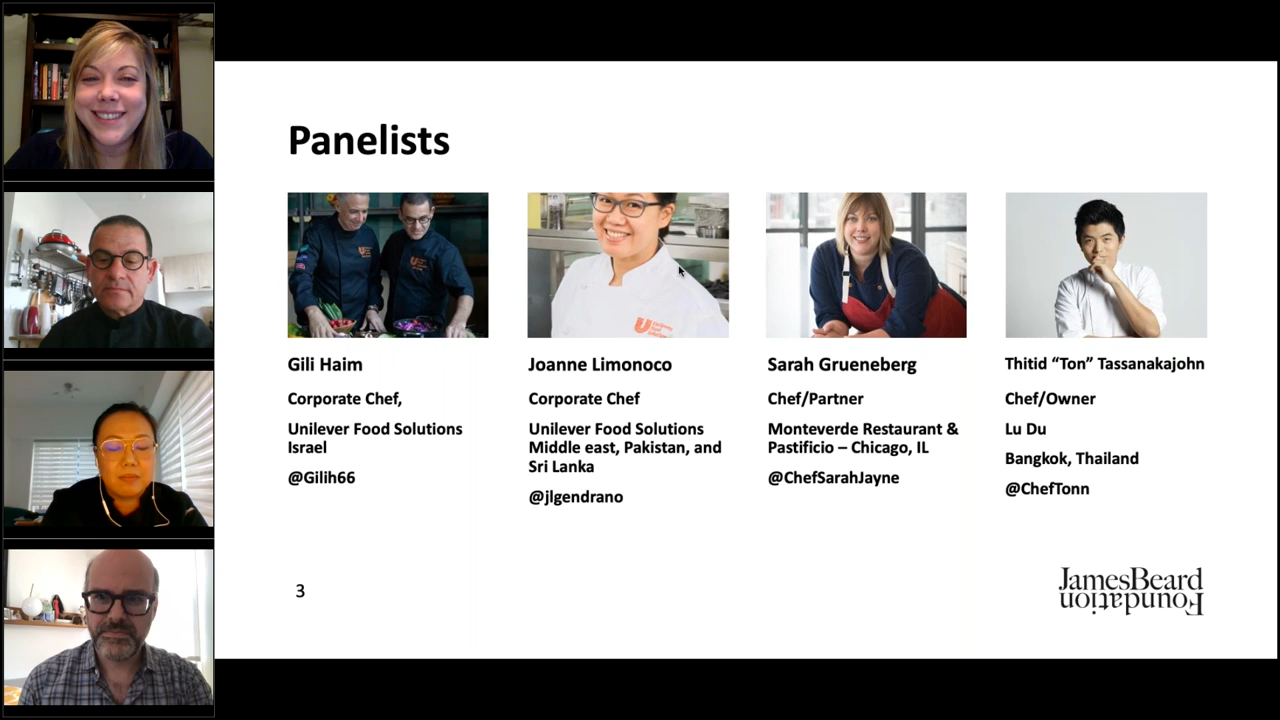 Panelists
Gili Haim
Corporate Chef,
Unilever Food Solutions
Israel
@Gilih66
Joanne Limonoco
Corporate Chef
Unilever Food Solutions
Middle east, Pakistan, and
Sri Lanka
@jlgendrano
Sarah Grueneberg
Chef/Partner
Monteverde Restaurant &
Pastificio – Chicago, IL
@ChefSarahJayne
Thitid “Ton” Tassanakajohn
Chef/Owner
Lu Du
Bangkok, Thailand
@ChefTonn
3
JamesBeard
Foundation